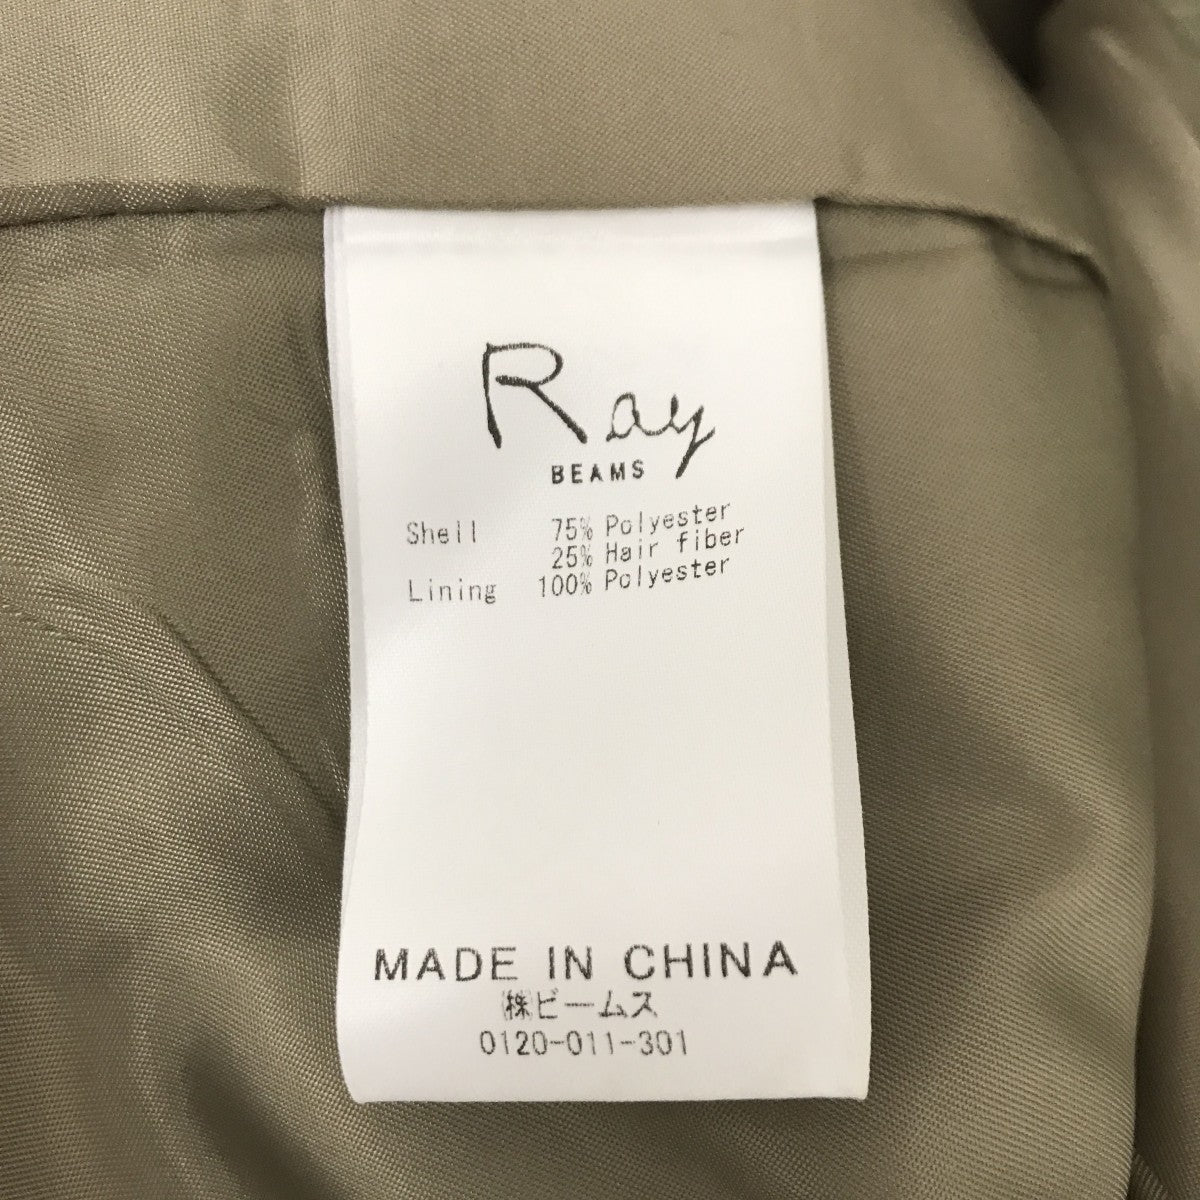 Ray
BEAMS
Shell 75% Polyester
25% Hair fiber
Lining 100% Polyester
MADE IN CHINA
㈱ビームス
0120-011-301